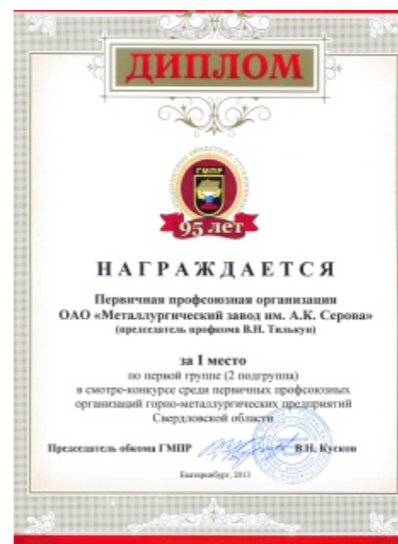 ДИПЛОМ
ГМПР
95 лет
НАГРАЖДАЕТСЯ
Первичная профсоюзная организация
ОАО «Металлургический завод им. А.К. Серова»
(председатель профкома В.Н. Тилькун)
за I место
по первой группе (2 подгруппа)
в смотре-конкурсе среди первичных профсоюзных
организаций горно-металлургических предприятий
Свердловской области
Председатель обкома ГМПР В.Н. Кусков
Екатеринбург, 2013